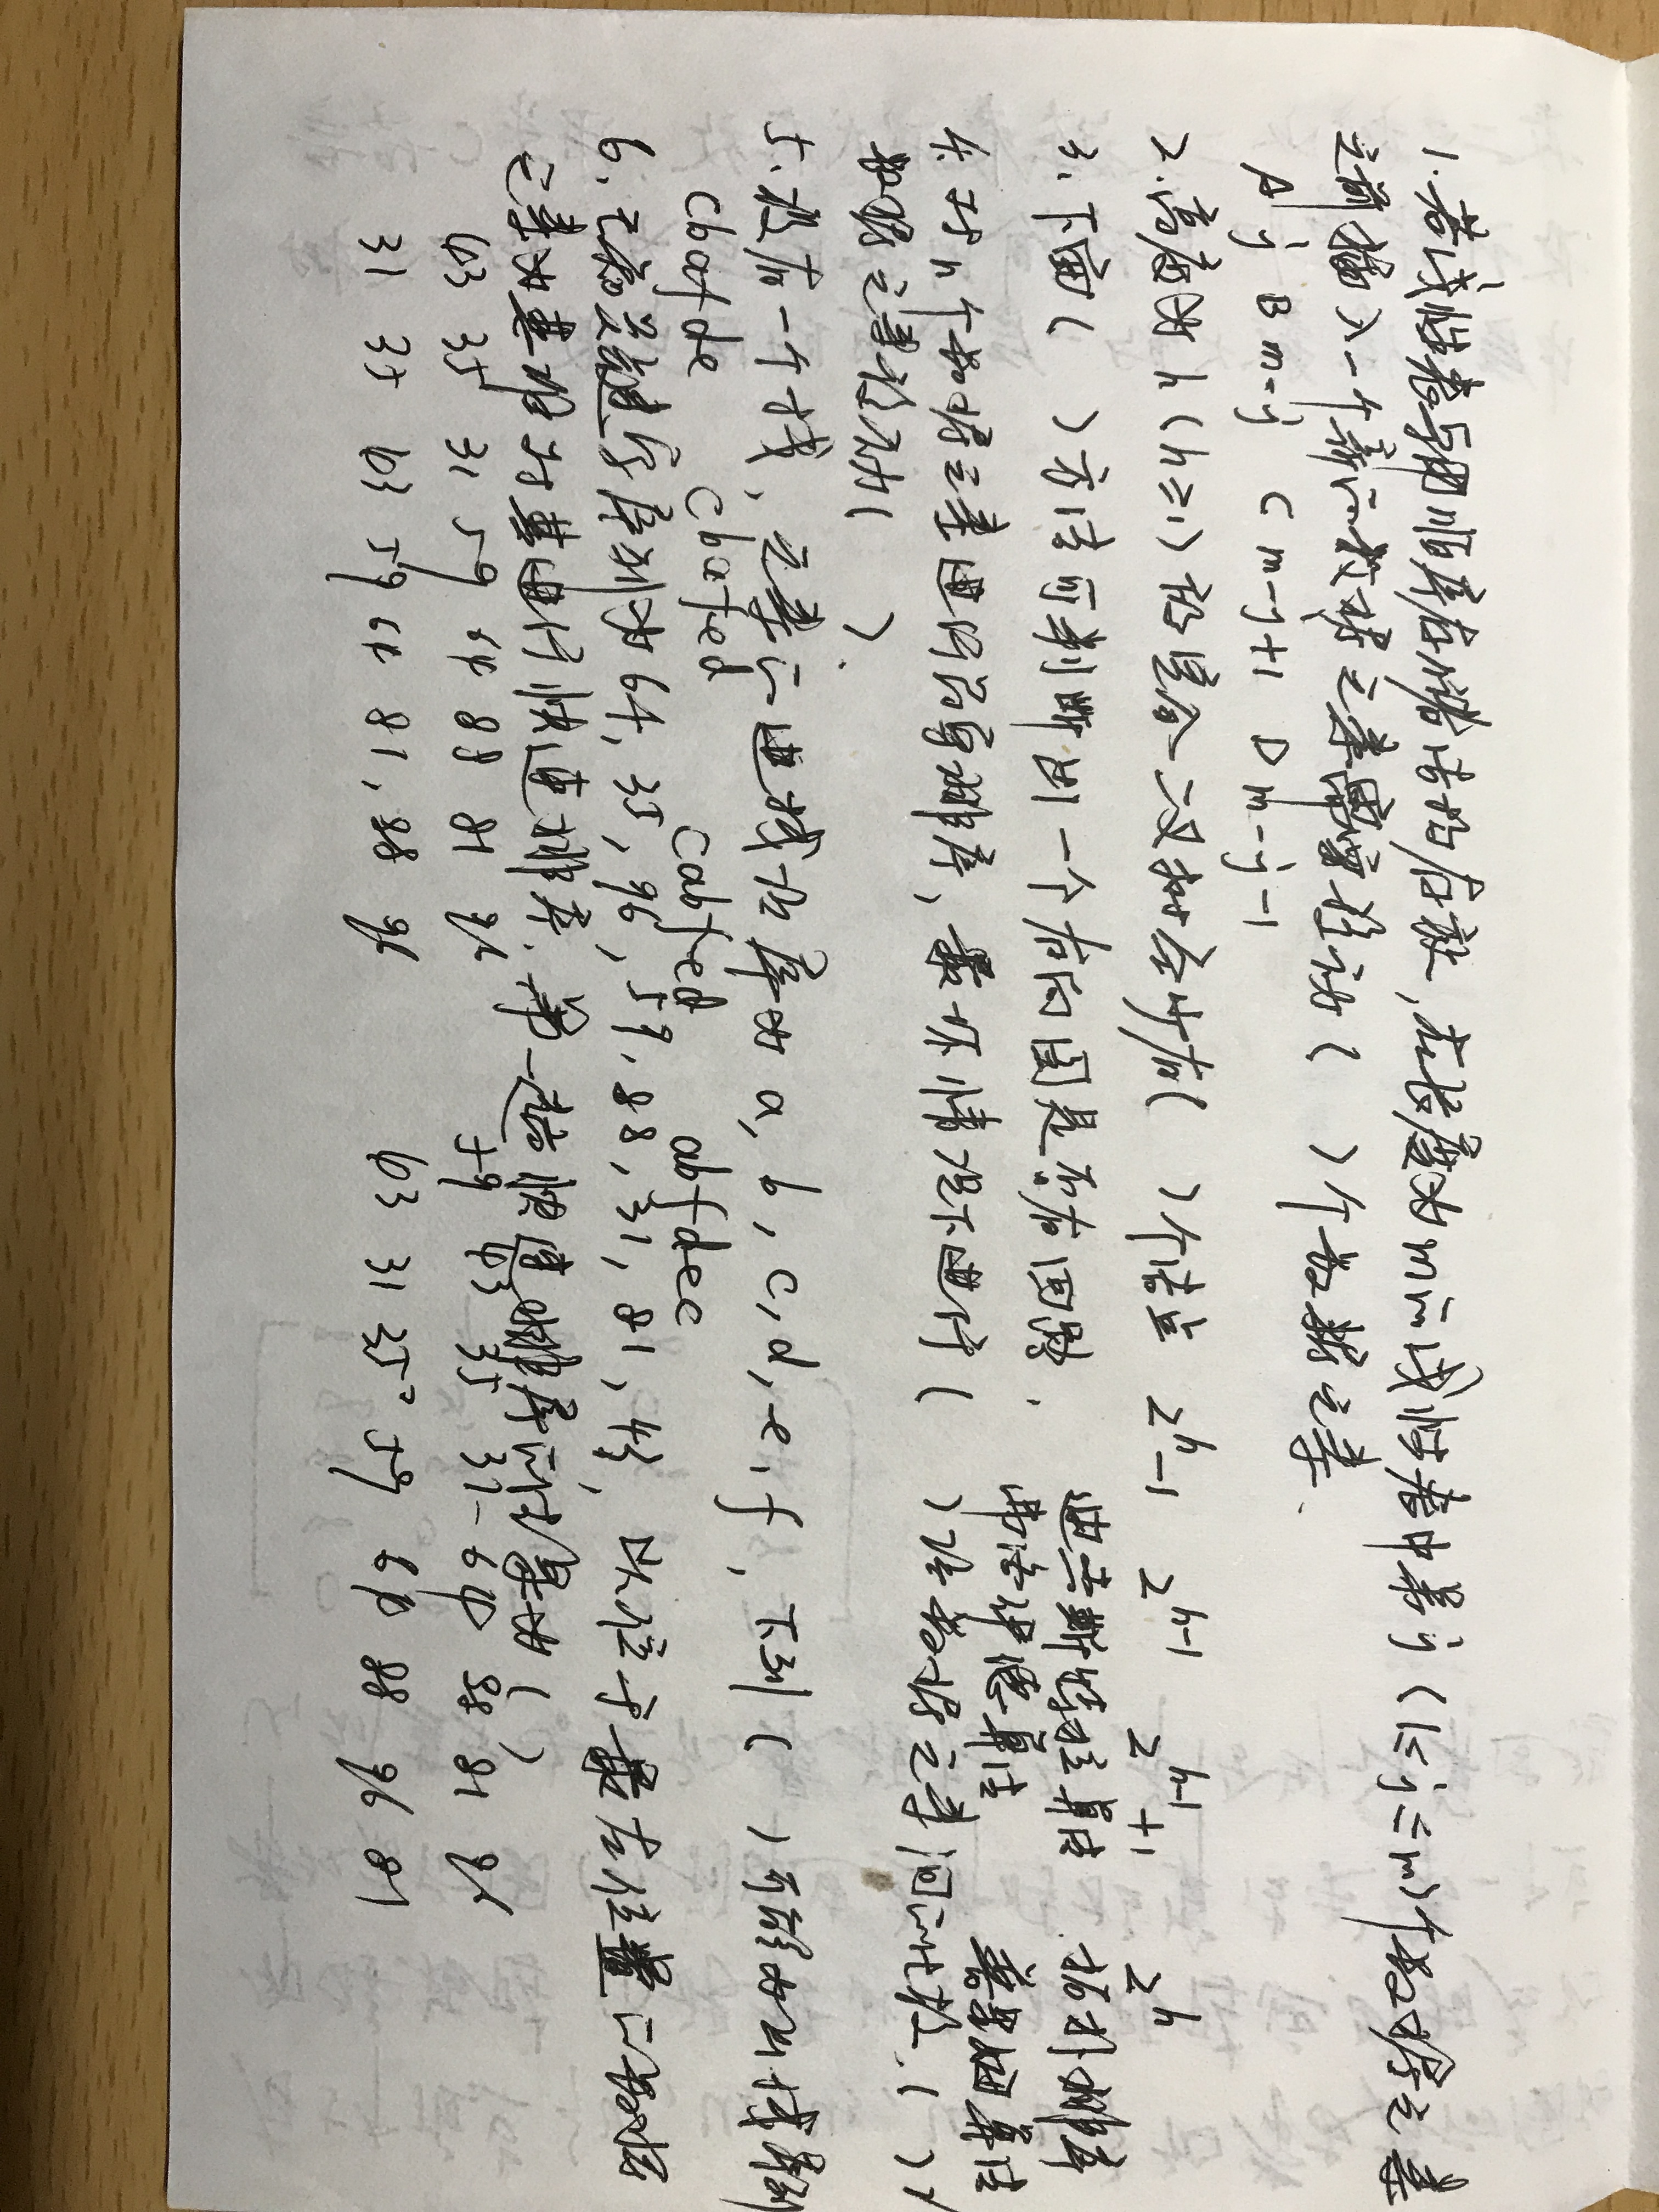 1. 若线性表采用顺序存储结构存放,在长度为m的线性表中第j(1≤j≤m)个数据元素
之前插入一个新的数据元素需要移动( )个数据元素.
A j B m-j C m-j+1 D m-j-1
2.高度为h(h≥1)的完全二叉树至少有( )个结点 2^h-1 2^{h-1} 2^{h-1}+1 2^h
3、下面( )方法可判断出一个有向图是否有回路, 迪杰斯特拉算法 拓扑排序
弗洛伊德算法 普里姆算法
4. 对n个数据元素进行冒泡排序,最坏情况下进行( )次数据元素间的比较,( )次
数据元素移动( ).
5、设有一个栈,元素的进栈次序为a, b, c, d, e, f,下列( )可能为出栈序列
cbafde cbafed cabfed abfdec
6、已知关键字序列为64, 35, 96, 59, 88, 31, 81, 43,以位于最左位置的数据
元素为基准对其进行快速排序,第一趟快速排序的结果为( )
43 35 31 59 64 88 81 96 59 43 35 31-64 88 81 96
31 35 43 59 64 81, 88 96 43 31 35 59 64 88 96 81